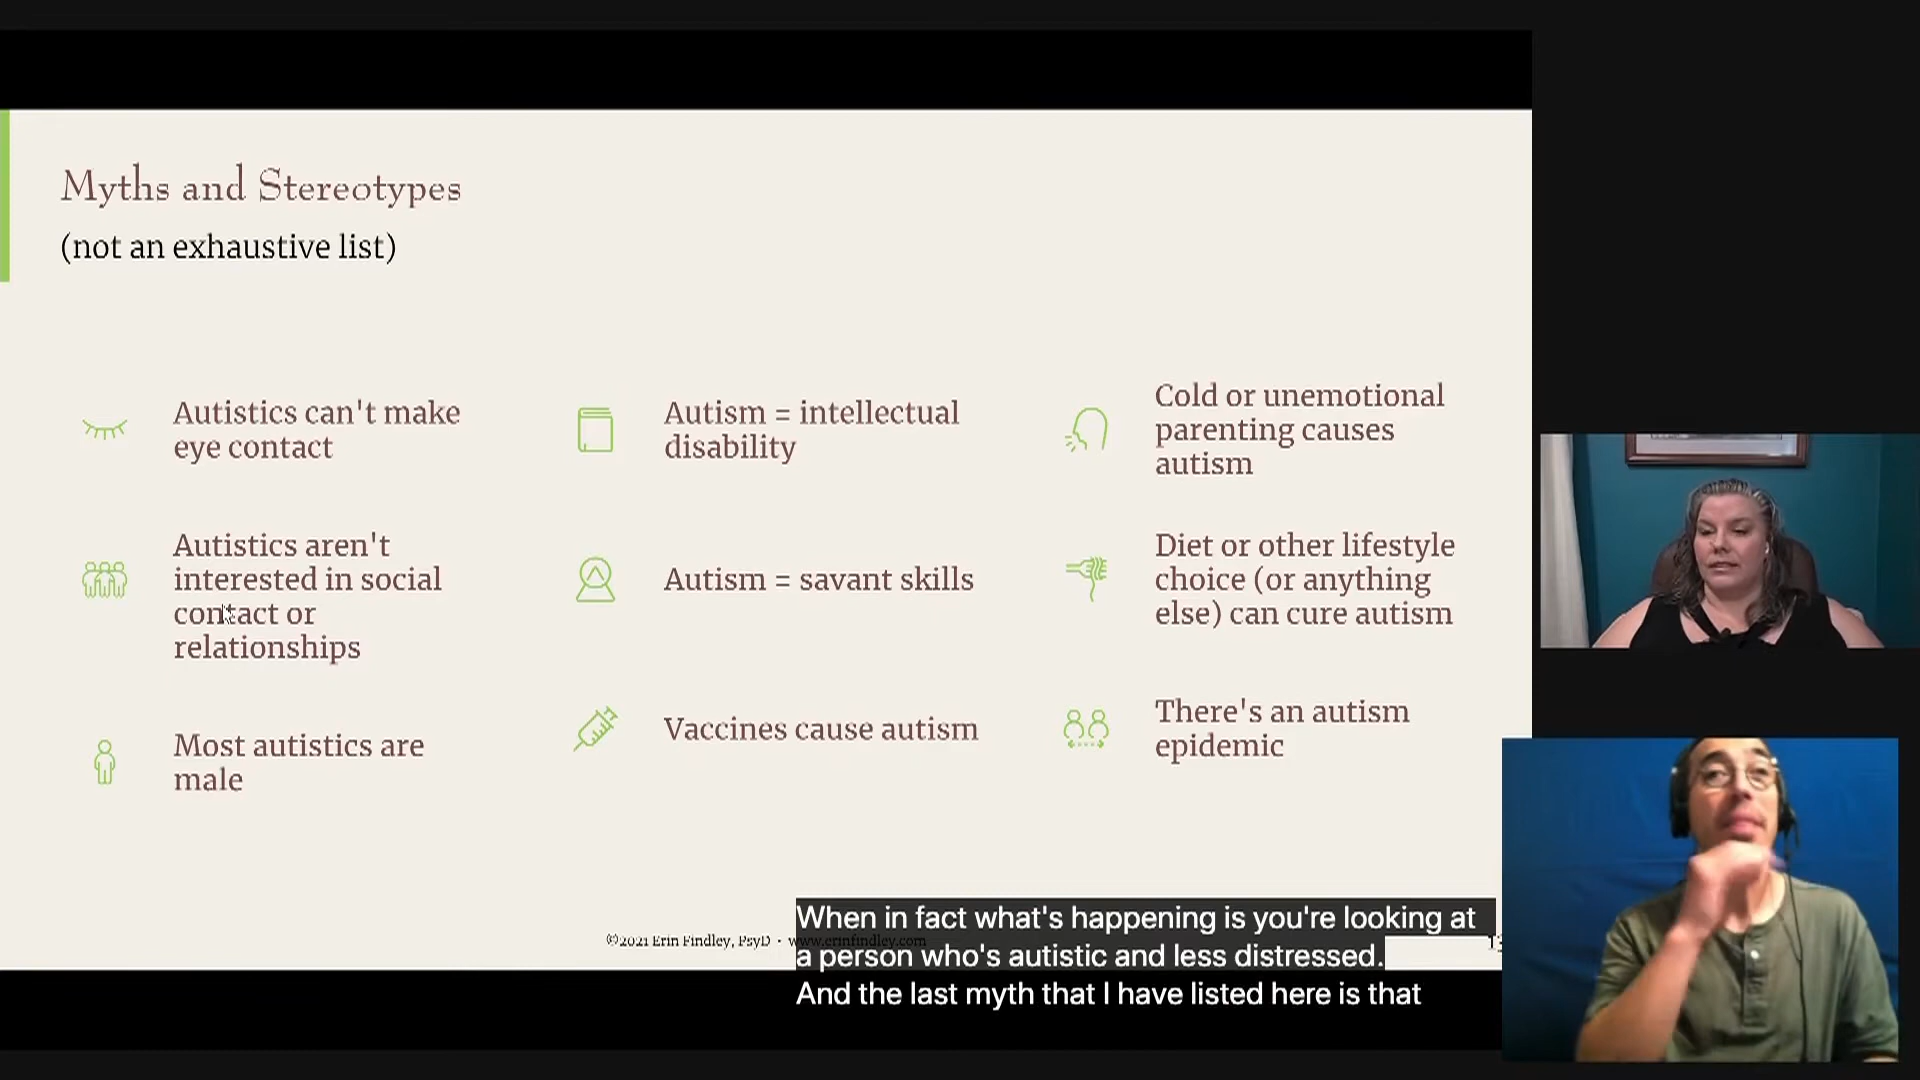 Myths and Stereotypes
(not an exhaustive list)
Autistics can't make
eye contact
Autistics aren't
interested in social
contact or
relationships
Most autistics are
male
Autism = intellectual
disability
Autism = savant skills
Vaccines cause autism
Cold or unemotional
parenting causes
autism
Diet or other lifestyle
choice (or anything
else) can cure autism
There's an autism
epidemic
©2021 Erin Findley, PsyD · www.erinfindley.com
When in fact what's happening is you're looking at
a person who's autistic and less distressed.
And the last myth that I have listed here is that